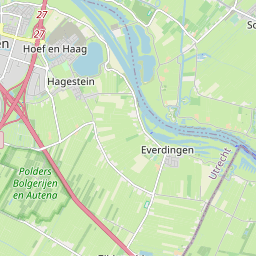 27
27
Hoef en Haag
Hagestein
Everdingen
Utrecht
Polders
Bolgerijen
en Autena